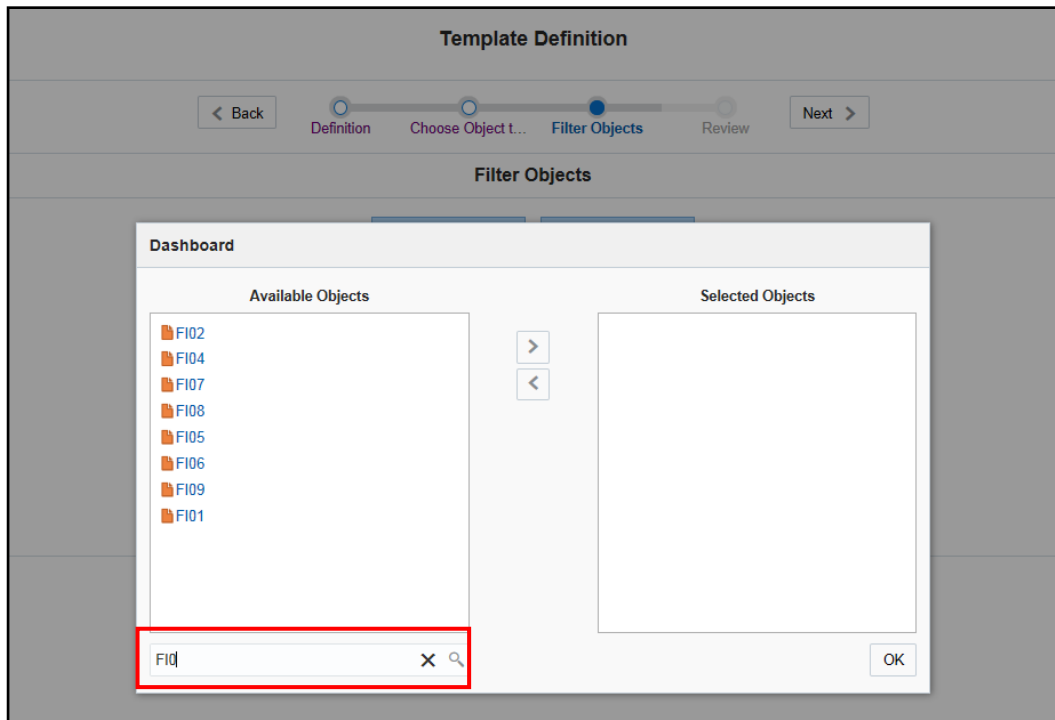 Template Definition
Back
Definition
Choose Object t...
Filter Objects
Review
Next
Filter Objects
Dashboard
Available Objects
Selected Objects
FI02
FI04
FI07
FI08
FI05
FI06
FI09
FI01
FI0
OK